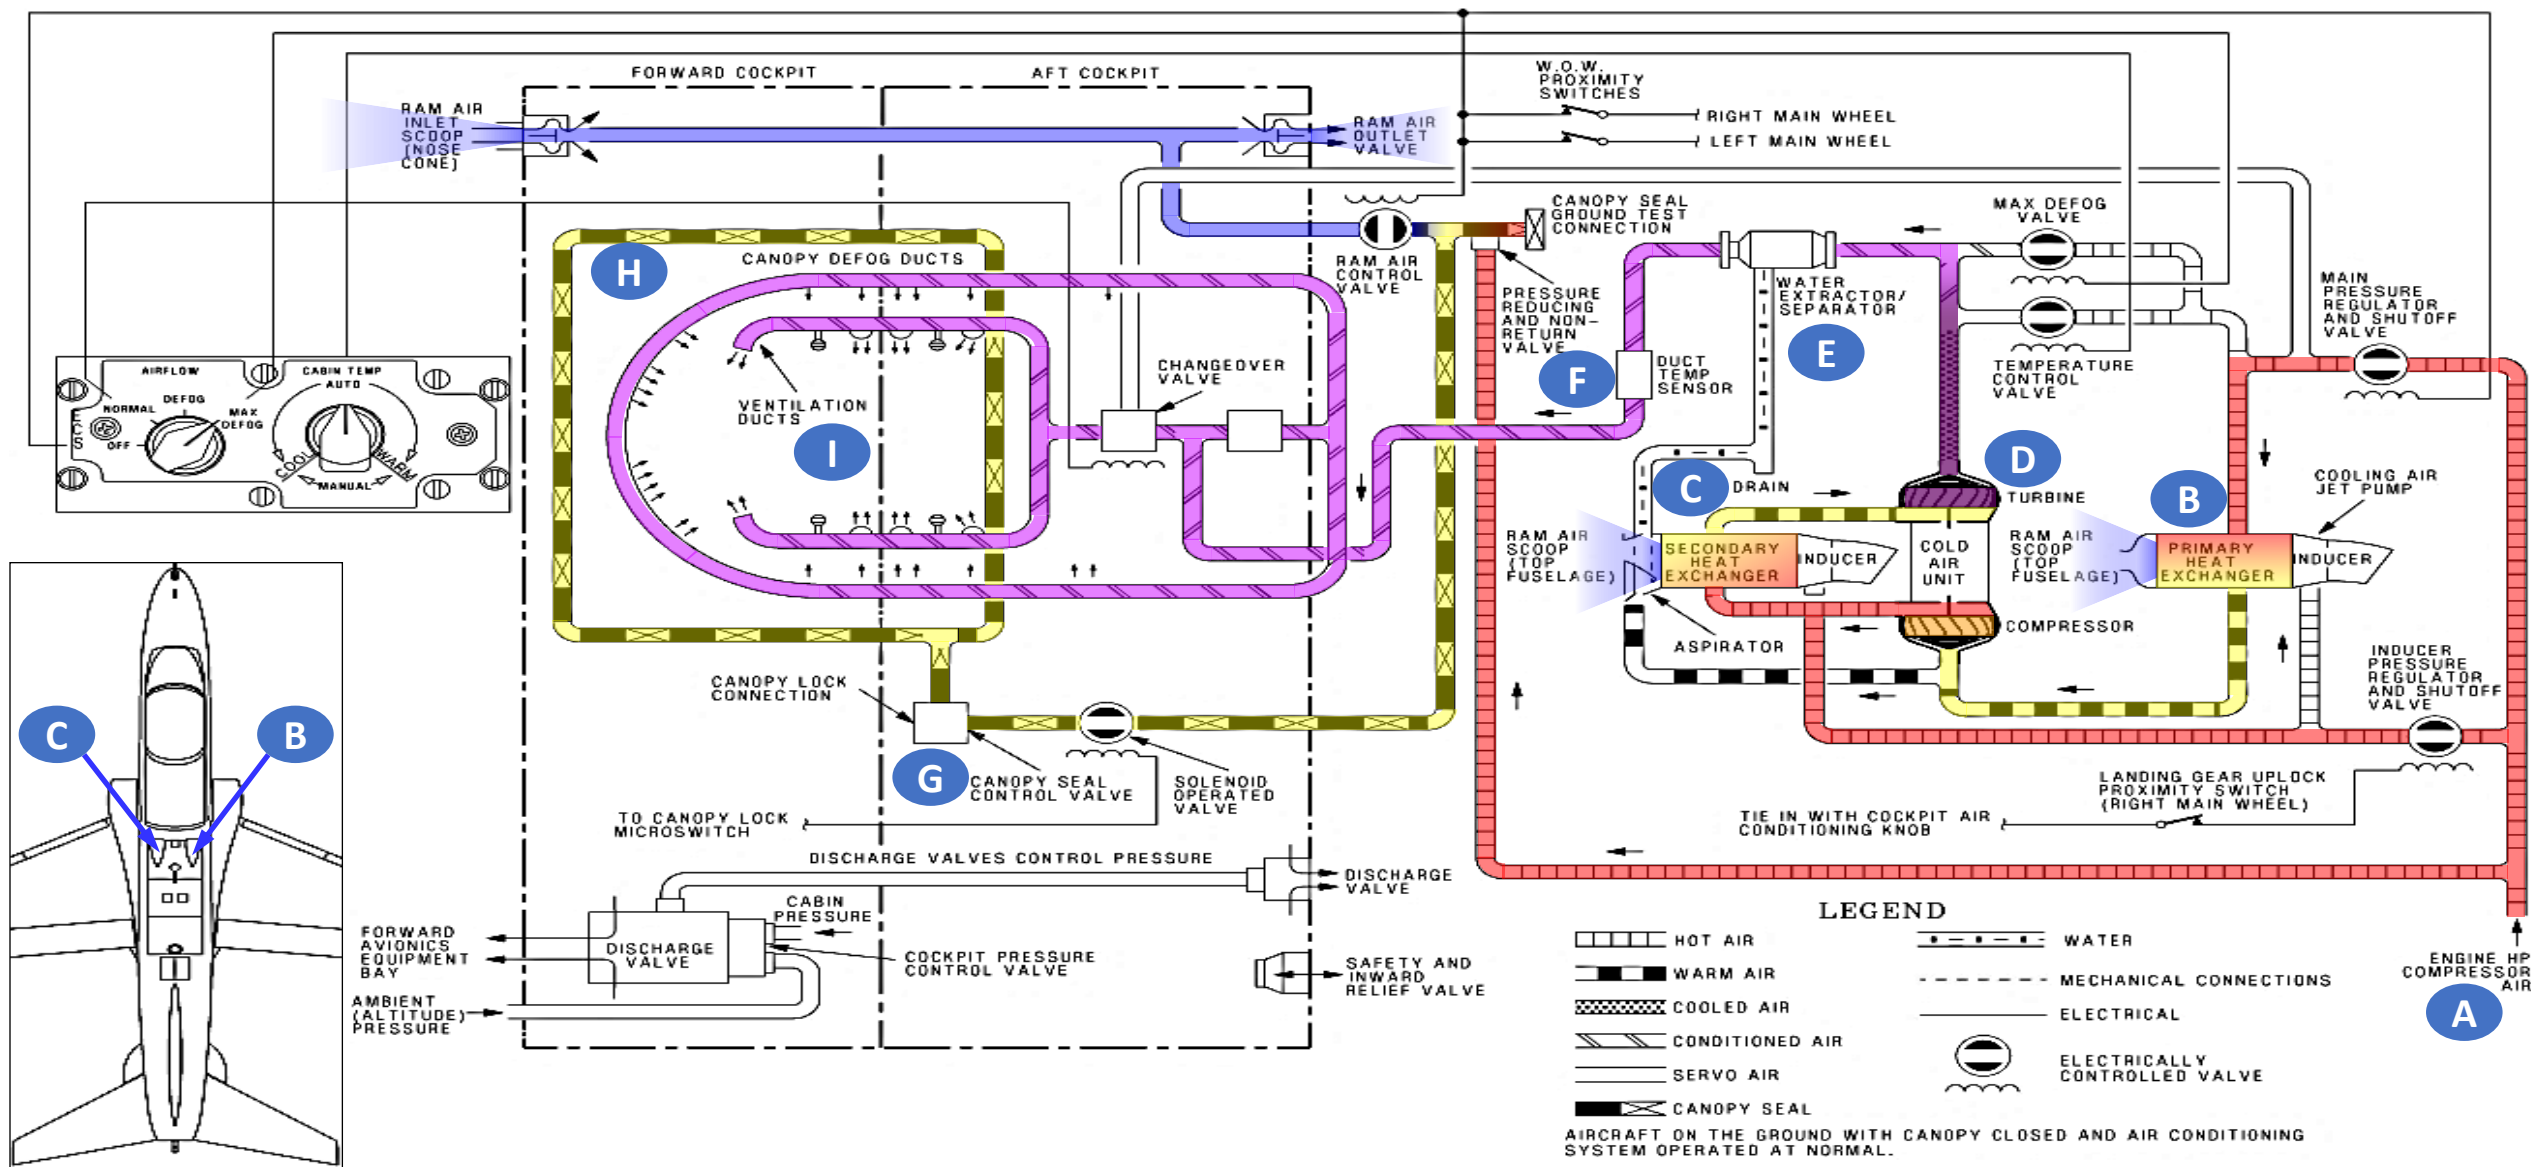 FORWARD COCKPIT
AFT COCKPIT
RAM AIR
INLET
SCOOP
(NOSE
CONE)
RAM AIR
OUTLET
VALVE
W.O.W.
PROXIMITY
SWITCHES
RIGHT MAIN WHEEL
LEFT MAIN WHEEL
CANOPY SEAL
GROUND TEST
CONNECTION
RAM AIR
CONTROL
VALVE
PRESSURE
REDUCING
AND NON-
RETURN
VALVE
MAX DEFOG
VALVE
WATER
EXTRACTOR/
SEPARATOR
E
MAIN
PRESSURE
REGULATOR
AND SHUTOFF
VALVE
TEMPERATURE
CONTROL
VALVE
F
DUCT
TEMP
SENSOR
H
CANOPY DEFOG DUCTS
VENTILATION
DUCTS
I
CHANGEOVER
VALVE
AIRFLOW
CABIN TEMP
AUTO
DEFOG
NORMAL
MAX
DEFOG
OFF
ECS
COOL
WARM
MANUAL
C
DRAIN
D
TURBINE
B
COOLING AIR
JET PUMP
RAM AIR
SCOOP
(TOP
FUSELAGE)
SECONDARY
HEAT
EXCHANGER
INDUCER
COLD
AIR
UNIT
RAM AIR
SCOOP
(TOP
FUSELAGE)
PRIMARY
HEAT
EXCHANGER
INDUCER
COMPRESSOR
ASPIRATOR
INDUCER
PRESSURE
REGULATOR
AND SHUTOFF
VALVE
C
B
CANOPY LOCK
CONNECTION
G
CANOPY SEAL
CONTROL VALVE
SOLENOID
OPERATED
VALVE
TO CANOPY LOCK
MICROSWITCH
LANDING GEAR UPLOCK
PROXIMITY SWITCH
(RIGHT MAIN WHEEL)
TIE IN WITH COCKPIT AIR
CONDITIONING KNOB
DISCHARGE VALVES CONTROL PRESSURE
DISCHARGE
VALVE
CABIN
PRESSURE
FORWARD
AVIONICS
EQUIPMENT
BAY
DISCHARGE
VALVE
COCKPIT PRESSURE
CONTROL VALVE
SAFETY AND
INWARD
RELIEF VALVE
AMBIENT
(ALTITUDE)
PRESSURE
ENGINE HP
COMPRESSOR
AIR
A
LEGEND
HOT AIR
WARM AIR
COOLED AIR
CONDITIONED AIR
SERVO AIR
CANOPY SEAL
WATER
MECHANICAL CONNECTIONS
ELECTRICAL
ELECTRICALLY
CONTROLLED VALVE
AIRCRAFT ON THE GROUND WITH CANOPY CLOSED AND AIR CONDITIONING
SYSTEM OPERATED AT NORMAL.